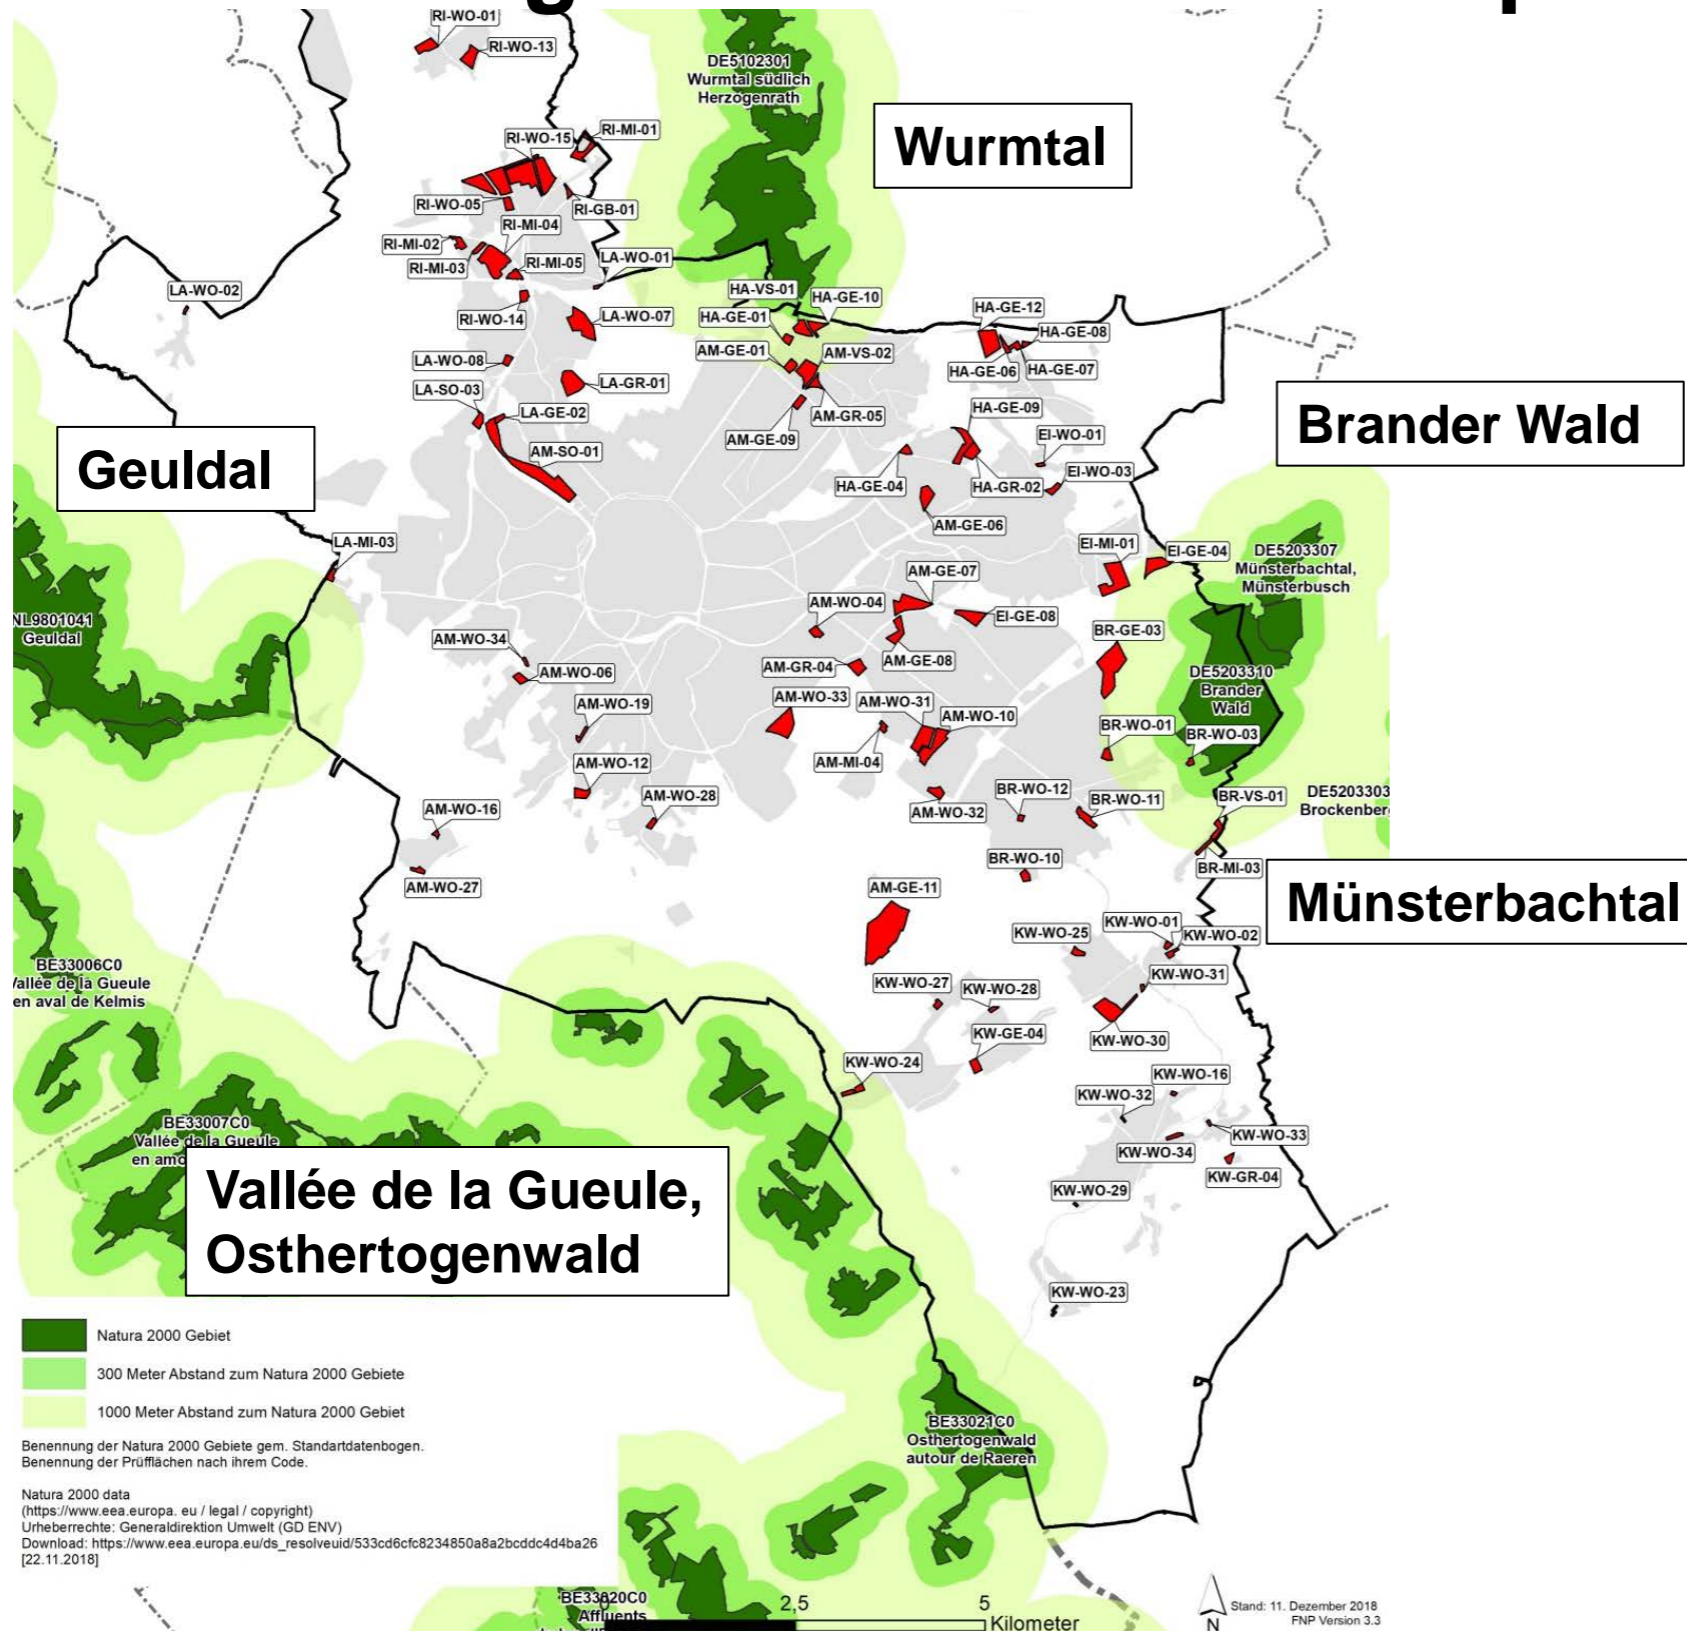 RI-WO-01
RI-WO-13
DE5102301
Wurmtal südlich
Herzogenrath
Wurmtal
RI-WO-15
RI-MI-01
RI-WO-05
RI-GB-01
RI-MI-04
RI-MI-02
RI-MI-03
RI-MI-05
LA-WO-01
LA-WO-02
RI-WO-14
LA-WO-07
HA-VS-01
HA-GE-10
HA-GE-01
HA-GE-12
HA-GE-08
AM-GE-01
AM-VS-02
LA-WO-08
HA-GE-06
HA-GE-07
LA-SO-03
LA-GR-01
LA-GE-02
AM-GR-05
HA-GE-09
Brander Wald
AM-GE-09
EI-WO-01
Geuldal
AM-SO-01
EI-WO-03
HA-GE-04
HA-GR-02
AM-GE-06
LA-MI-03
EI-MI-01
EI-GE-04
DE5203307
Münsterbachtal,
Münsterbusch
AM-GE-07
AM-WO-04
EI-GE-08
NL9801041
Geuldal
BR-GE-03
AM-WO-34
AM-WO-06
AM-GR-04
AM-GE-08
DE5203310
Brander
Wald
AM-WO-19
AM-WO-33
AM-WO-31
AM-WO-10
BR-WO-01
BR-WO-03
AM-WO-12
AM-MI-04
AM-WO-16
AM-WO-28
AM-WO-32
BR-WO-12
BR-WO-11
BR-VS-01
DE5203303
Brockenber
BR-WO-10
BR-MI-03
AM-WO-27
AM-GE-11
Münsterbachtal
KW-WO-25
KW-WO-01
KW-WO-02
BE33006C0
Vallée de la Gueule
en aval de Kelmis
KW-WO-27
KW-WO-28
KW-WO-31
KW-GE-04
KW-WO-30
KW-WO-24
KW-WO-16
KW-WO-32
BE33007C0
Vallée de la Gueule
en amo
KW-WO-33
KW-WO-34
KW-GR-04
Vallée de la Gueule,
Osthertogenwald
KW-WO-29
KW-WO-23
Natura 2000 Gebiet
300 Meter Abstand zum Natura 2000 Gebiete
1000 Meter Abstand zum Natura 2000 Gebiet
BE33021C0
Osthertogenwald
autour de Raeren
Benennung der Natura 2000 Gebiete gem. Standartdatenbogen.
Benennung der Prüfflächen nach ihrem Code.
Natura 2000 data
(https://www.eea.europa. eu / legal / copyright)
Urheberrechte: Generaldirektion Umwelt (GD ENV)
Download: https://www.eea.europa.eu/ds_resolveuid/533cd6cfc8234850a8a2bcddc4d4ba26
[22.11.2018]
BE33020C0
Affluents
0 2,5 5
Kilometer
N
Stand: 11. Dezember 2018
FNP Version 3.3